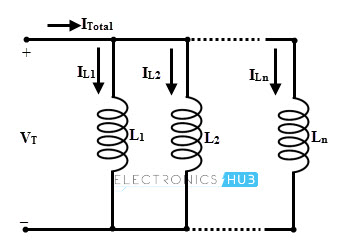 ITotal
+
IL1 IL2 ILn
VT
L1 L2 Ln
ELECTRONICS HUB
−